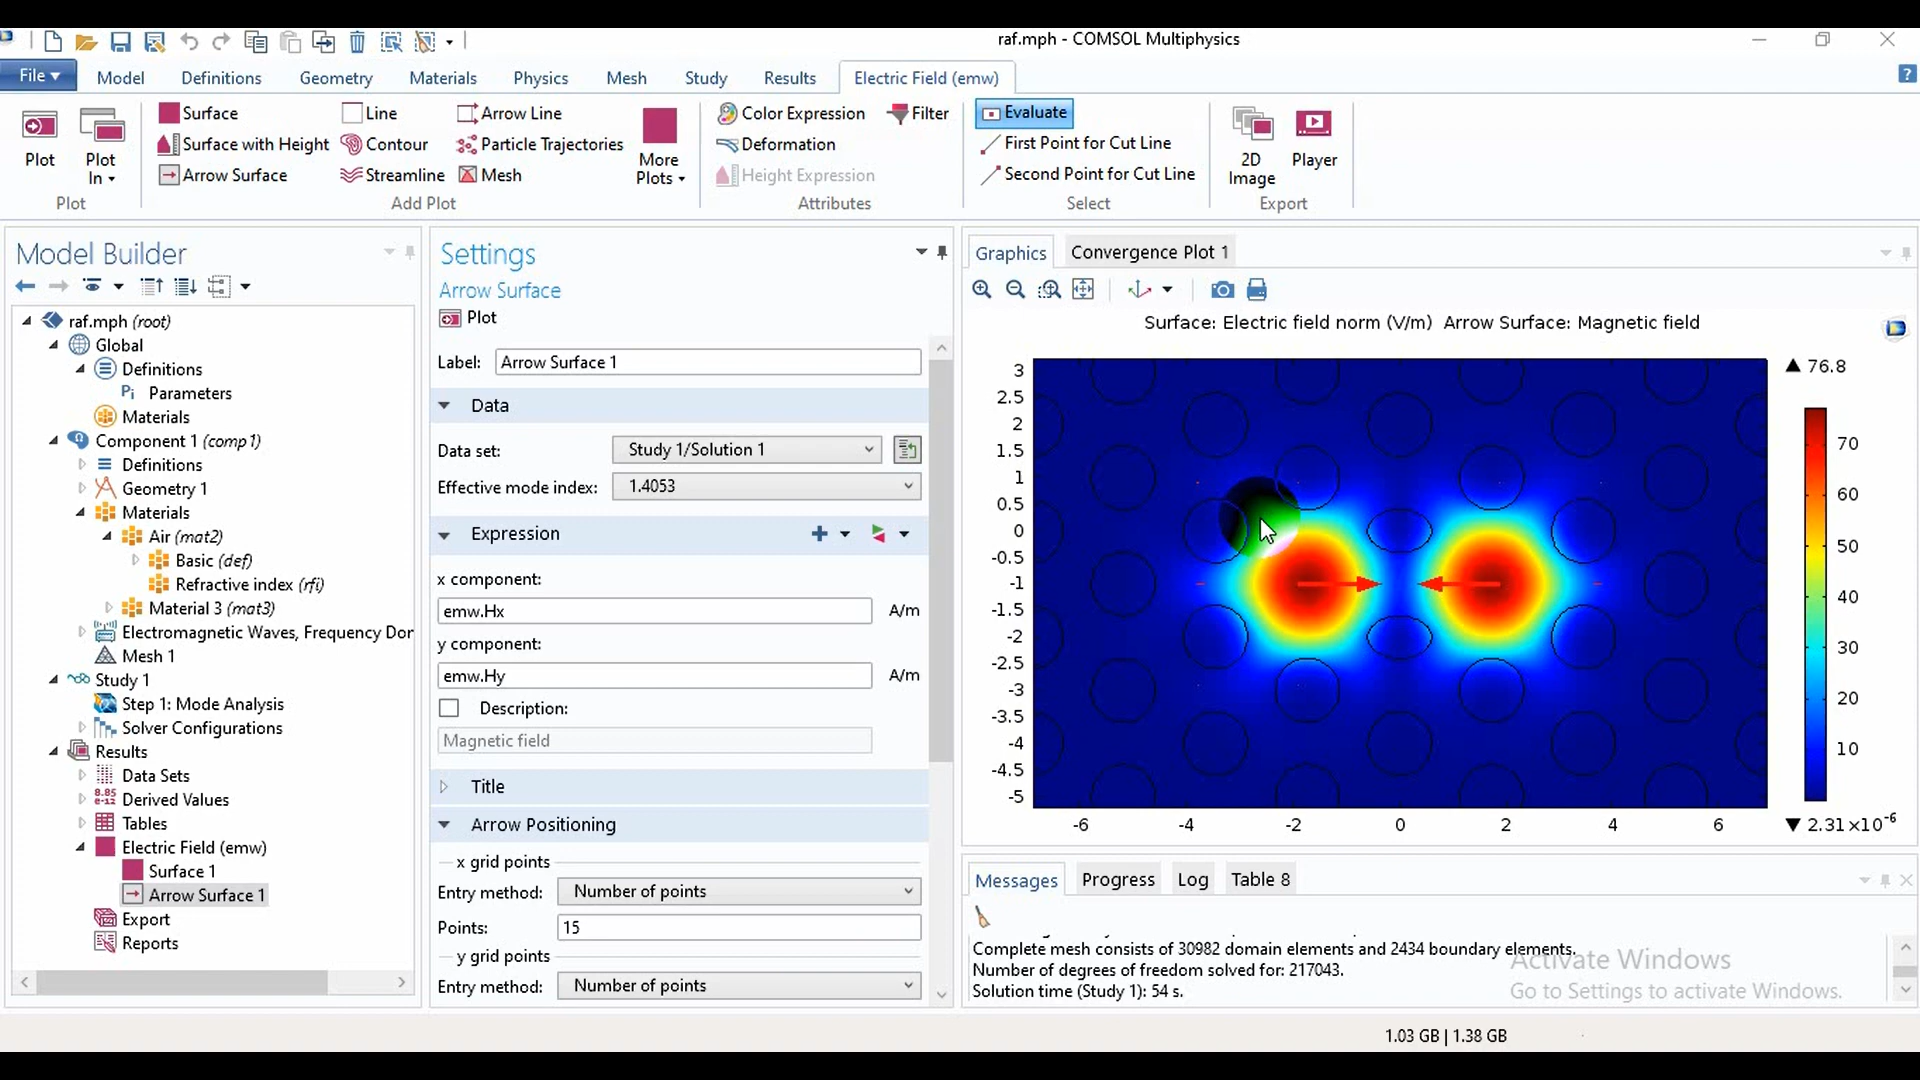 raf.mph - COMSOL Multiphysics
File Model Definitions Geometry Materials Physics Mesh Study Results Electric Field (emw)
Plot
Plot In
Plot
Surface Line Arrow Line
Surface with Height Contour Particle Trajectories
Arrow Surface Streamline Mesh
More Plots
Add Plot
Color Expression Filter
Deformation
Height Expression
Attributes
Evaluate
First Point for Cut Line
Second Point for Cut Line
Select
2D Image
Player
Export
Model Builder
raf.mph (root)
Global
Definitions
Pi Parameters
Materials
Component 1 (comp1)
Definitions
Geometry 1
Materials
Air (mat2)
Basic (def)
Refractive index (rfi)
Material 3 (mat3)
Electromagnetic Waves, Frequency Dor
Mesh 1
Study 1
Step 1: Mode Analysis
Solver Configurations
Results
Data Sets
8.85 e-12 Derived Values
Tables
Electric Field (emw)
Surface 1
Arrow Surface 1
Export
Reports
Settings
Arrow Surface
Plot
Label: Arrow Surface 1
Data
Data set: Study 1/Solution 1
Effective mode index: 1.4053
Expression
x component:
emw.Hx A/m
y component:
emw.Hy A/m
Description:
Magnetic field
Title
Arrow Positioning
x grid points
Entry method: Number of points
Points: 15
y grid points
Entry method: Number of points
Graphics Convergence Plot 1
Surface: Electric field norm (V/m) Arrow Surface: Magnetic field
3
2.5
2
1.5
1
0.5
0
-0.5
-1
-1.5
-2
-2.5
-3
-3.5
-4
-4.5
-5
-6 -4 -2 0 2 4 6
▲ 76.8
70
60
50
40
30
20
10
▼ 2.31×10⁻⁶
Messages Progress Log Table 8
Complete mesh consists of 30982 domain elements and 2434 boundary elements.
Number of degrees of freedom solved for: 217043.
Solution time (Study 1): 54 s.
Activate Windows
Go to Settings to activate Windows.
1.03 GB | 1.38 GB